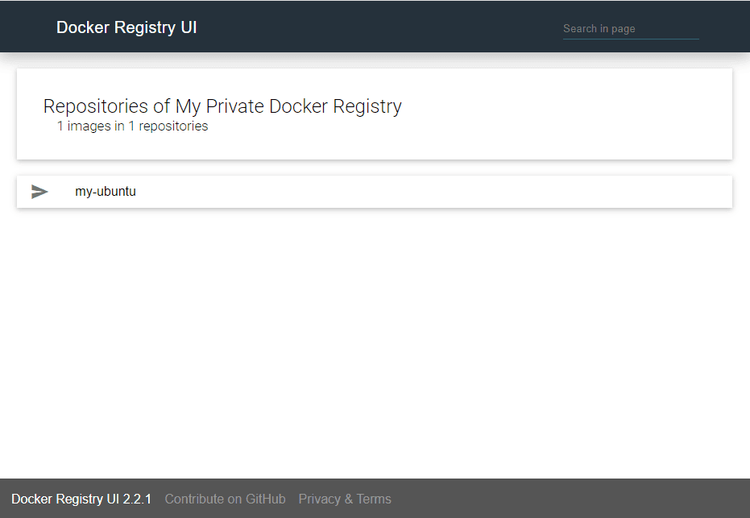 Docker Registry UI
Search in page
Repositories of My Private Docker Registry
1 images in 1 repositories
my-ubuntu
Docker Registry UI 2.2.1 Contribute on GitHub Privacy & Terms